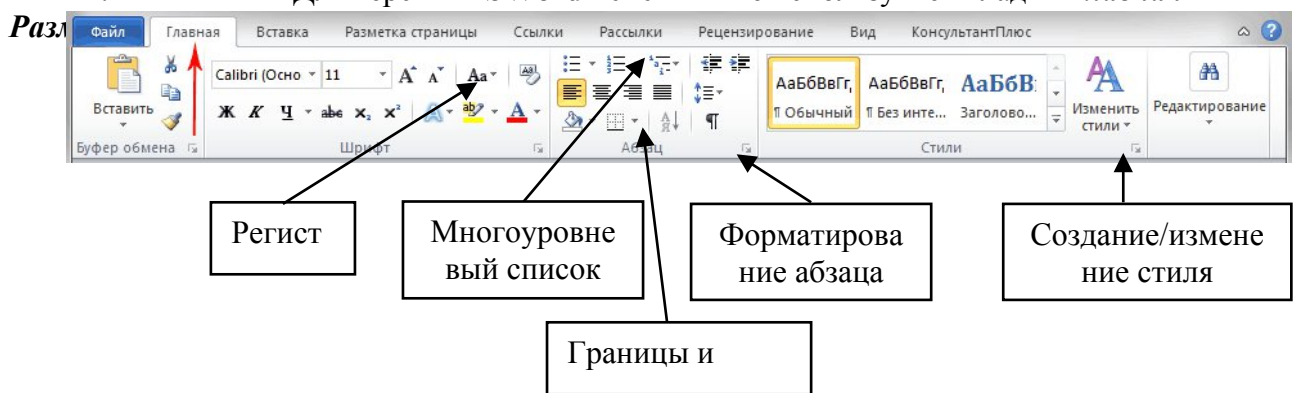 Разм
Файл Главная Вставка Разметка страницы Ссылки Рассылки Рецензирование Вид КонсультантПлюс
Calibri (Осно 11 А А Aa АаБбВвГг, АаБбВвГг, АаБбВ
Вставить Ж К Ч abc x₂ x² A ab A А Я ¶ ¶ Обычный ¶ Без инте... Заголово... Изменить стили Редактирование
Буфер обмена Шрифт Абзац Стили
Регист Многоуровне Форматирова Создание/измене
вый список ние абзаца ние стиля
Границы и